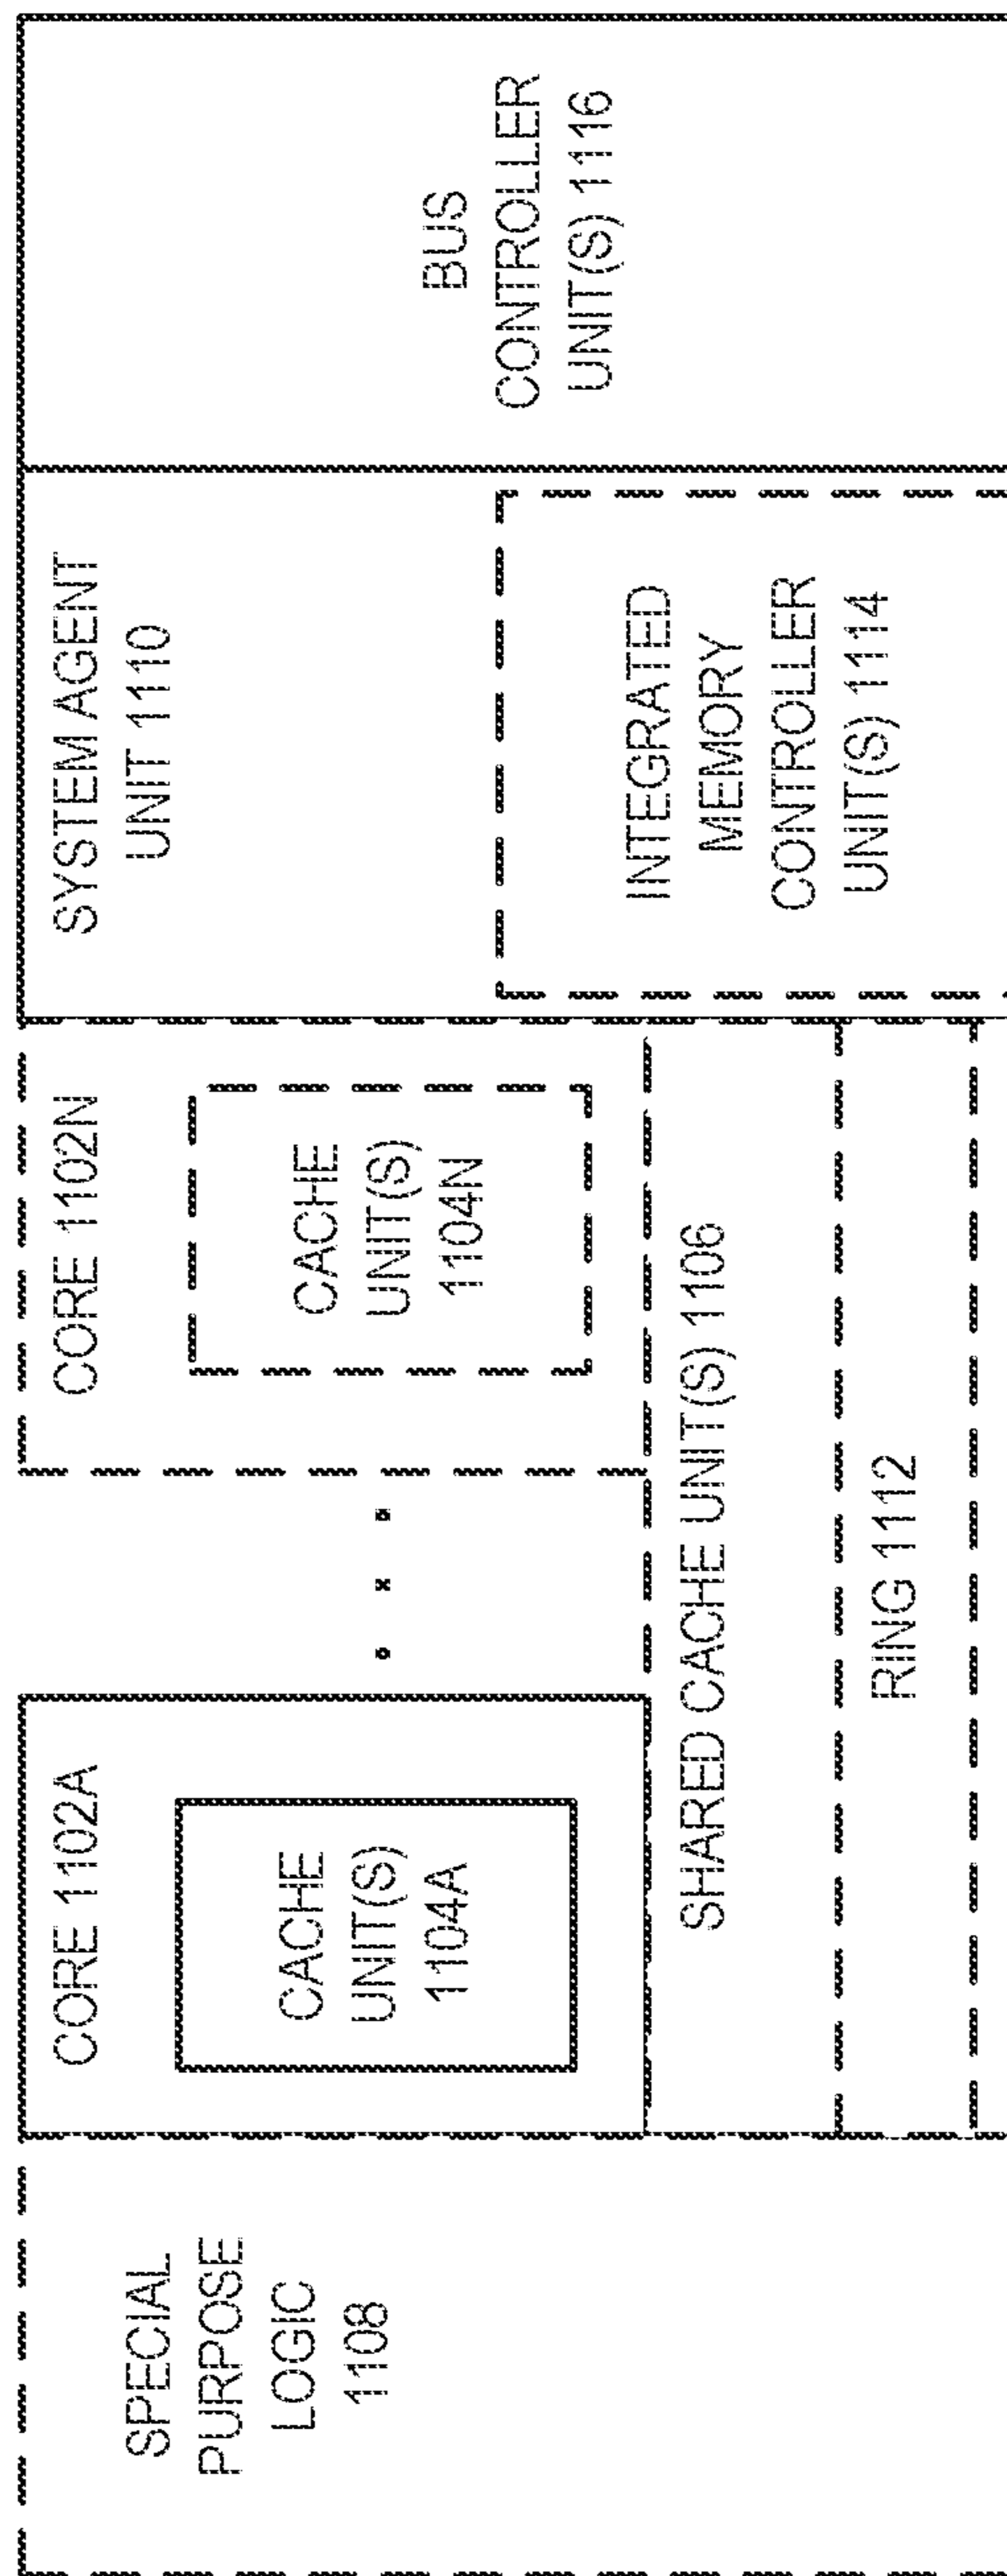 SPECIAL
PURPOSE
LOGIC
1108
CORE 1102A
CACHE
UNIT(S)
1104A
CORE 1102N
CACHE
UNIT(S)
1104N
SHARED CACHE UNIT(S) 1106
RING 1112
SYSTEM AGENT
UNIT 1110
INTEGRATED
MEMORY
CONTROLLER
UNIT(S) 1114
BUS
CONTROLLER
UNIT(S) 1116